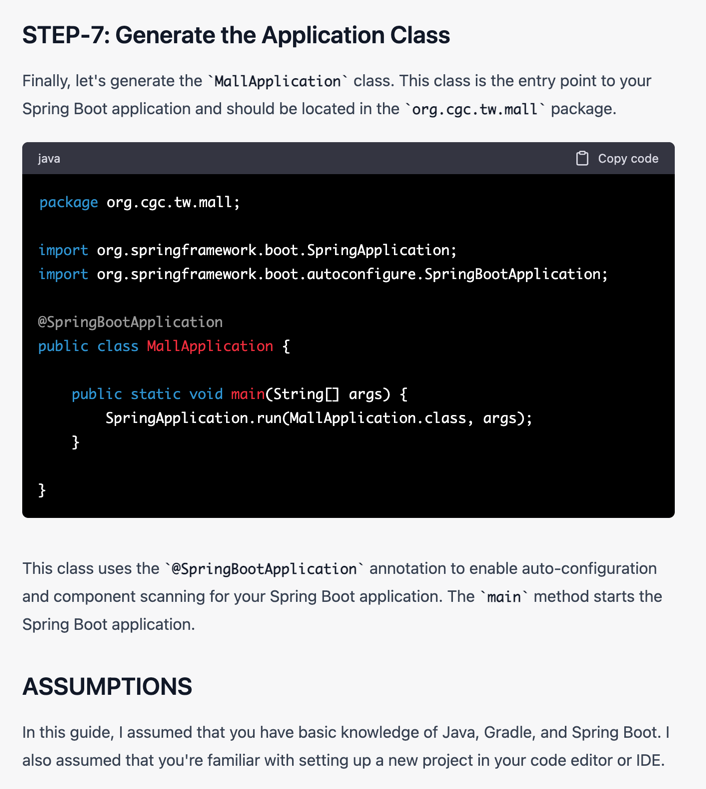 STEP-7: Generate the Application Class
Finally, let's generate the `MallApplication` class. This class is the entry point to your
Spring Boot application and should be located in the `org.cgc.tw.mall` package.
java
Copy code
package org.cgc.tw.mall;
import org.springframework.boot.SpringApplication;
import org.springframework.boot.autoconfigure.SpringBootApplication;
@SpringBootApplication
public class MallApplication {
    public static void main(String[] args) {
        SpringApplication.run(MallApplication.class, args);
    }
}
This class uses the `@SpringBootApplication` annotation to enable auto-configuration
and component scanning for your Spring Boot application. The `main` method starts the
Spring Boot application.
ASSUMPTIONS
In this guide, I assumed that you have basic knowledge of Java, Gradle, and Spring Boot. I
also assumed that you're familiar with setting up a new project in your code editor or IDE.